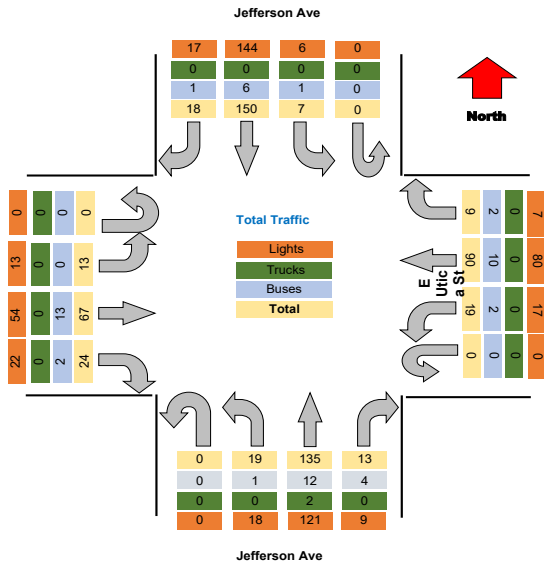 Jefferson Ave
17 144 6 0
0 0 0 0
1 6 1 0
18 150 7 0
North
0 0 0 0
13 0 0 13
54 0 13 67
22 0 2 24
Total Traffic
Lights
Trucks
Buses
Total
9 2 0 7
90 10 0 80
19 2 0 17
0 0 0 0
E
Utic
a St
0 19 135 13
0 1 12 4
0 0 2 0
0 18 121 9
Jefferson Ave